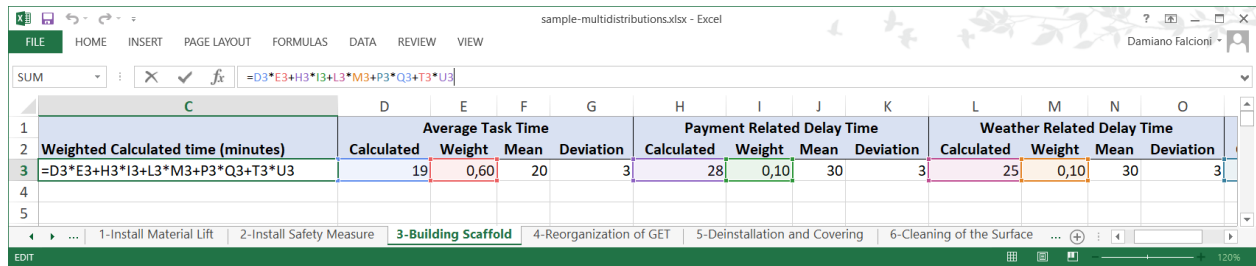 sample-multidistributions.xlsx - Excel
FILE HOME INSERT PAGE LAYOUT FORMULAS DATA REVIEW VIEW Damiano Falcioni
SUM fx =D3*E3+H3*I3+L3*M3+P3*Q3+T3*U3
C D E F G H I J K L M N O
1 Average Task Time Payment Related Delay Time Weather Related Delay Time
2 Weighted Calculated time (minutes) Calculated Weight Mean Deviation Calculated Weight Mean Deviation Calculated Weight Mean Deviation
3 =D3*E3+H3*I3+L3*M3+P3*Q3+T3*U3 19 0,60 20 3 28 0,10 30 3 25 0,10 30 3
4
5
... 1-Install Material Lift 2-Install Safety Measure 3-Building Scaffold 4-Reorganization of GET 5-Deinstallation and Covering 6-Cleaning of the Surface ...
EDIT 120%